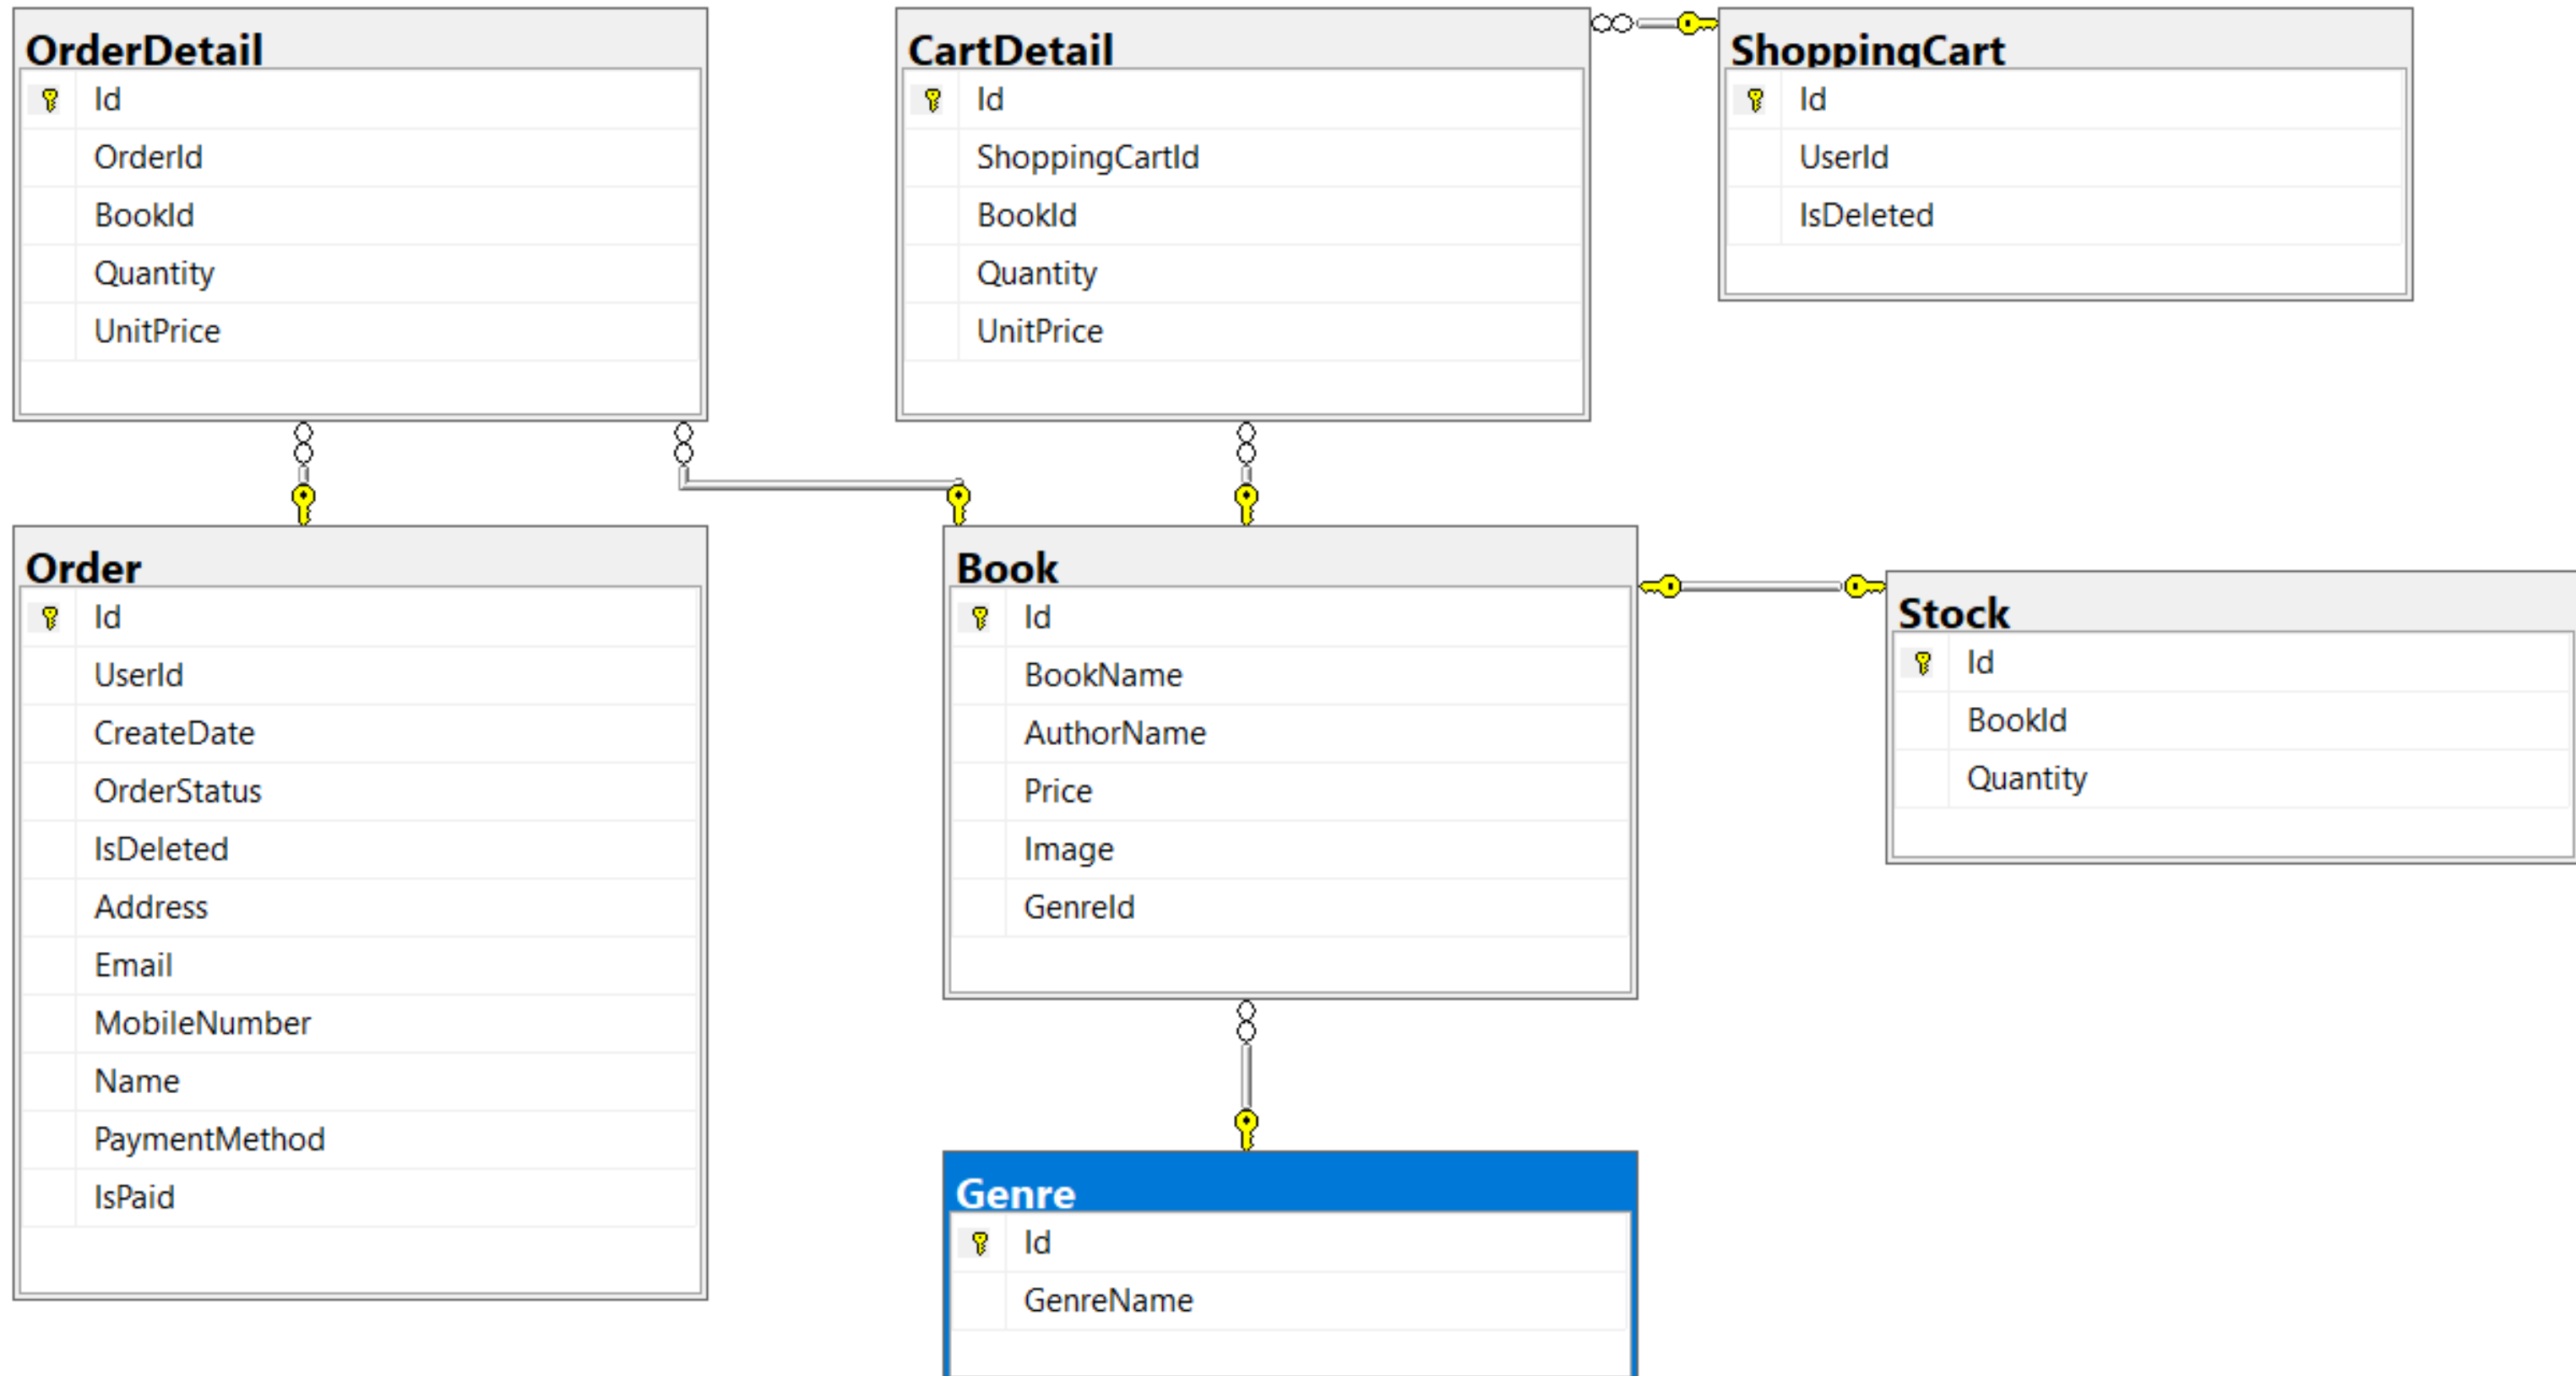 OrderDetail
Id
OrderId
BookId
Quantity
UnitPrice
CartDetail
Id
ShoppingCartId
BookId
Quantity
UnitPrice
ShoppingCart
Id
UserId
IsDeleted
Order
Id
UserId
CreateDate
OrderStatus
IsDeleted
Address
Email
MobileNumber
Name
PaymentMethod
IsPaid
Book
Id
BookName
AuthorName
Price
Image
GenreId
Stock
Id
BookId
Quantity
Genre
Id
GenreName